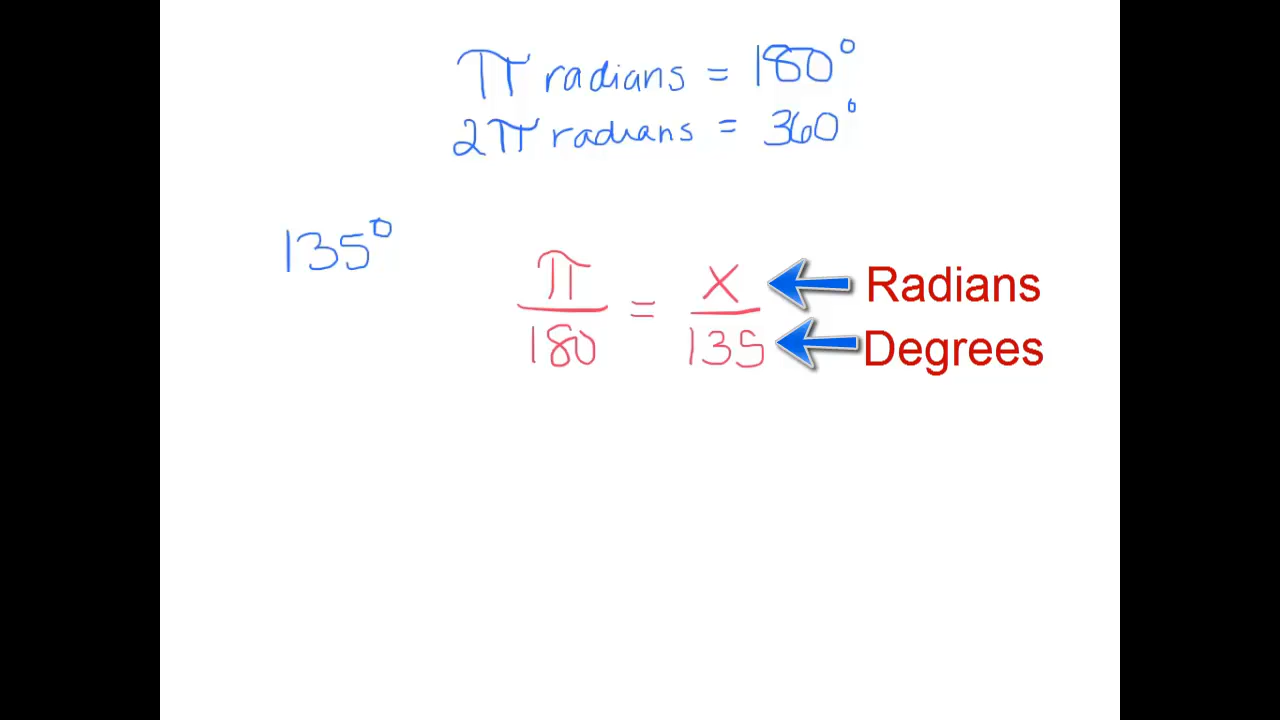 π radians = 180°
2π radians = 360°
135°
π/180 = x/135
Radians
Degrees